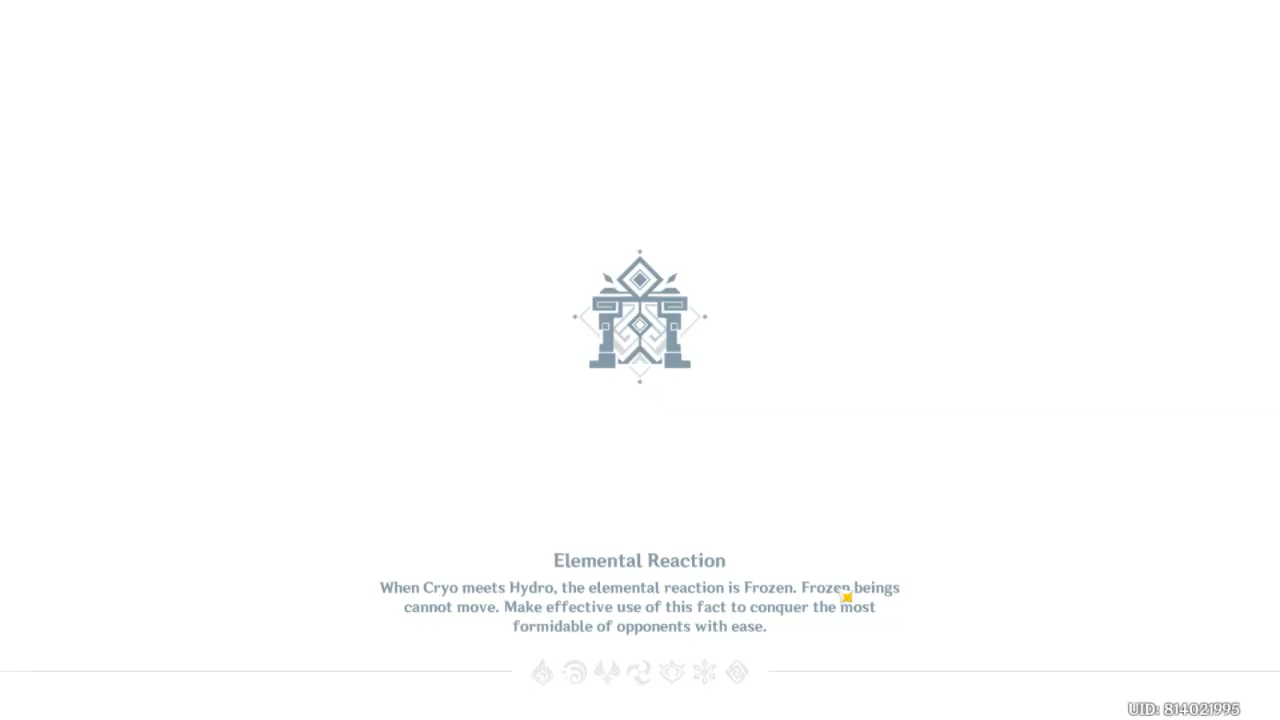 Elemental Reaction
When Cryo meets Hydro, the elemental reaction is Frozen. Frozen beings
cannot move. Make effective use of this fact to conquer the most
formidable of opponents with ease.
UID: 814021995